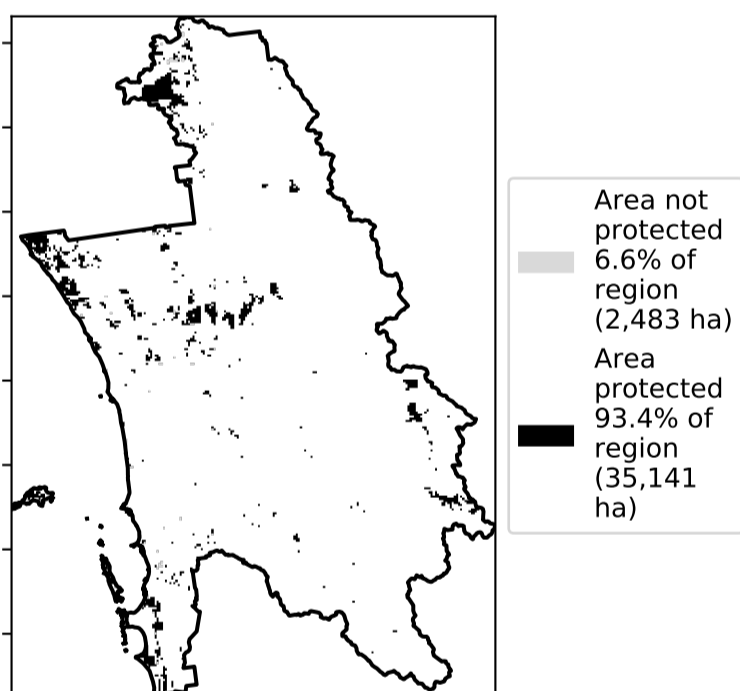 Area not
protected
6.6% of
region
(2,483 ha)
Area
protected
93.4% of
region
(35,141
ha)